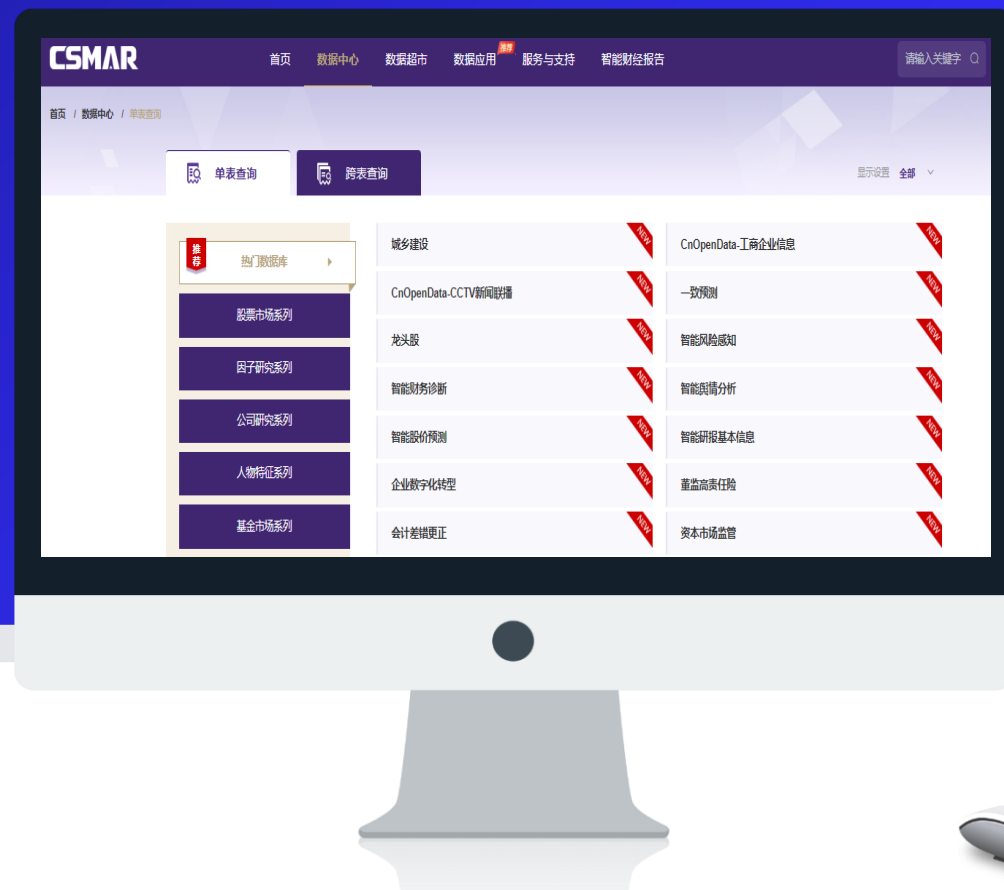 CSMAR
首页 数据中心 数据超市 数据应用 推荐 服务与支持 智能财经报告 请输入关键字
首页 / 数据中心 / 单表查询
单表查询 跨表查询 显示设置 全部
推荐 热门数据库
股票市场系列
因子研究系列
公司研究系列
人物特征系列
基金市场系列
城乡建设 NEW CnOpenData-工商企业信息 NEW
CnOpenData-CCTV新闻联播 NEW 一致预测 NEW
龙头股 NEW 智能风险感知 NEW
智能财务诊断 NEW 智能舆情分析 NEW
智能股价预测 NEW 智能研报基本信息 NEW
企业数字化转型 NEW 董监高责任险 NEW
会计差错更正 NEW 资本市场监管 NEW